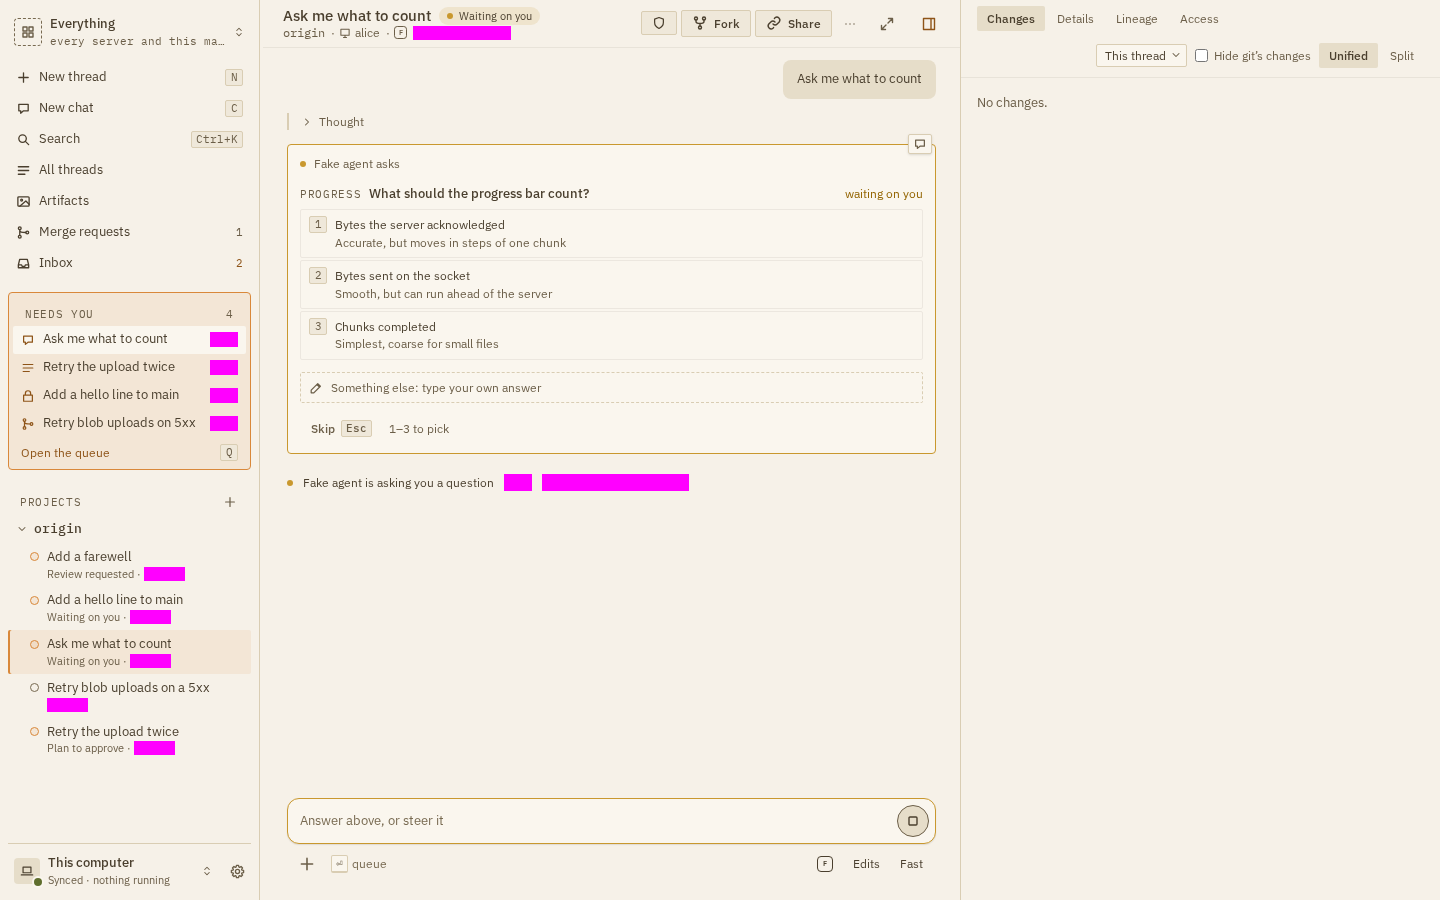 Everything
every server and this ma…
New thread N
New chat C
Search Ctrl+K
All threads
Artifacts
Merge requests 1
Inbox 2
NEEDS YOU 4
Ask me what to count
Retry the upload twice
Add a hello line to main
Retry blob uploads on 5xx
Open the queue Q
PROJECTS
origin
Add a farewell
Review requested ·
Add a hello line to main
Waiting on you ·
Ask me what to count
Waiting on you ·
Retry blob uploads on a 5xx
Retry the upload twice
Plan to approve ·
This computer
Synced · nothing running
Ask me what to count Waiting on you
origin · alice · F
Fork
Share
Ask me what to count
Thought
Fake agent asks
PROGRESS What should the progress bar count? waiting on you
1 Bytes the server acknowledged
Accurate, but moves in steps of one chunk
2 Bytes sent on the socket
Smooth, but can run ahead of the server
3 Chunks completed
Simplest, coarse for small files
Something else: type your own answer
Skip Esc 1–3 to pick
Fake agent is asking you a question
Answer above, or steer it
⏎ queue F Edits Fast
Changes Details Lineage Access
This thread Hide git's changes Unified Split
No changes.